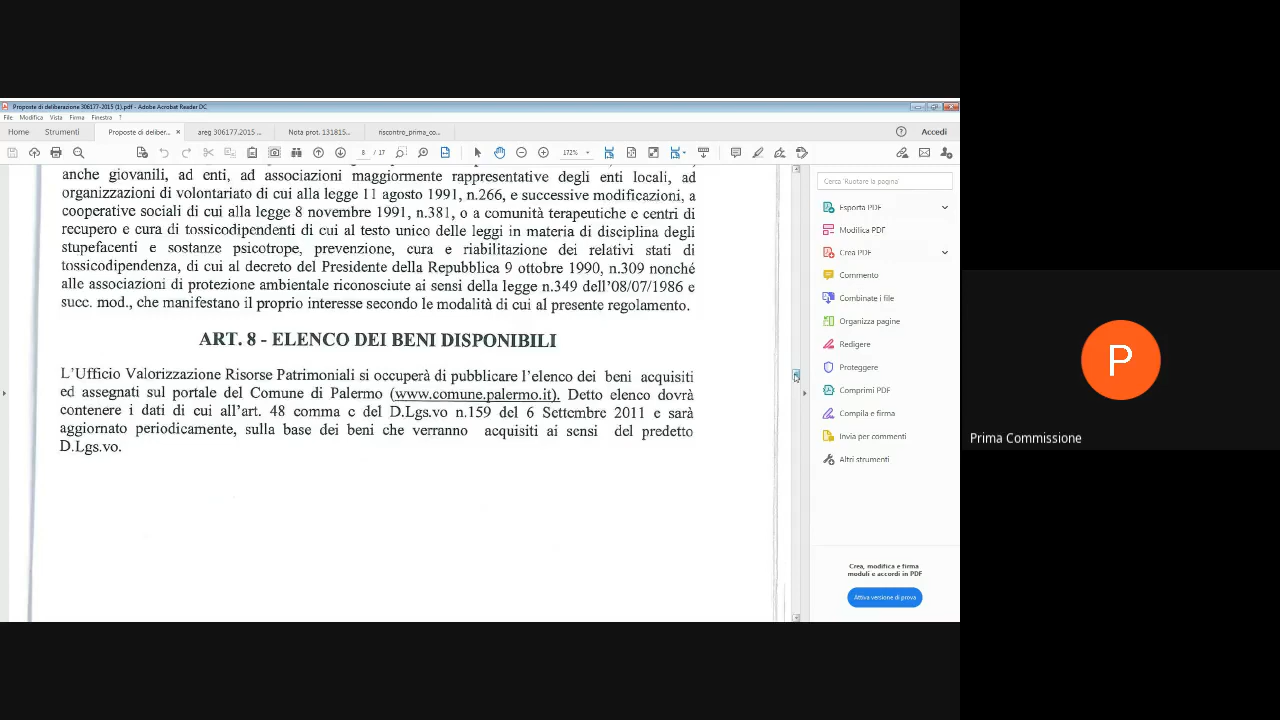 Proposte di deliberazione 306177-2015 (1).pdf - Adobe Acrobat Reader DC
File Modifica Vista Firma Finestra ?
Home Strumenti Proposte di deliber... × areg 306177.2015 ... Nota prot. 131815... riscontro_prima_co... Accedi
8 / 17 172%
anche giovanili, ad enti, ad associazioni maggiormente rappresentative degli enti locali, ad
organizzazioni di volontariato di cui alla legge 11 agosto 1991, n.266, e successive modificazioni, a
cooperative sociali di cui alla legge 8 novembre 1991, n.381, o a comunità terapeutiche e centri di
recupero e cura di tossicodipendenti di cui al testo unico delle leggi in materia di disciplina degli
stupefacenti e sostanze psicotrope, prevenzione, cura e riabilitazione dei relativi stati di
tossicodipendenza, di cui al decreto del Presidente della Repubblica 9 ottobre 1990, n.309 nonché
alle associazioni di protezione ambientale riconosciute ai sensi della legge n.349 dell'08/07/1986 e
succ. mod., che manifestano il proprio interesse secondo le modalità di cui al presente regolamento.
ART. 8 - ELENCO DEI BENI DISPONIBILI
L'Ufficio Valorizzazione Risorse Patrimoniali si occuperà di pubblicare l'elenco dei beni acquisiti
ed assegnati sul portale del Comune di Palermo (www.comune.palermo.it). Detto elenco dovrà
contenere i dati di cui all'art. 48 comma c del D.Lgs.vo n.159 del 6 Settembre 2011 e sarà
aggiornato periodicamente, sulla base dei beni che verranno acquisiti ai sensi del predetto
D.Lgs.vo.
Cerca 'Ruotare la pagina'
Esporta PDF
Modifica PDF
Crea PDF
Commento
Combinate i file
Organizza pagine
Redigere
Proteggere
Comprimi PDF
Compila e firma
Invia per commenti
Altri strumenti
Crea, modifica e firma
moduli e accordi in PDF
Attiva versione di prova
P
Prima Commissione